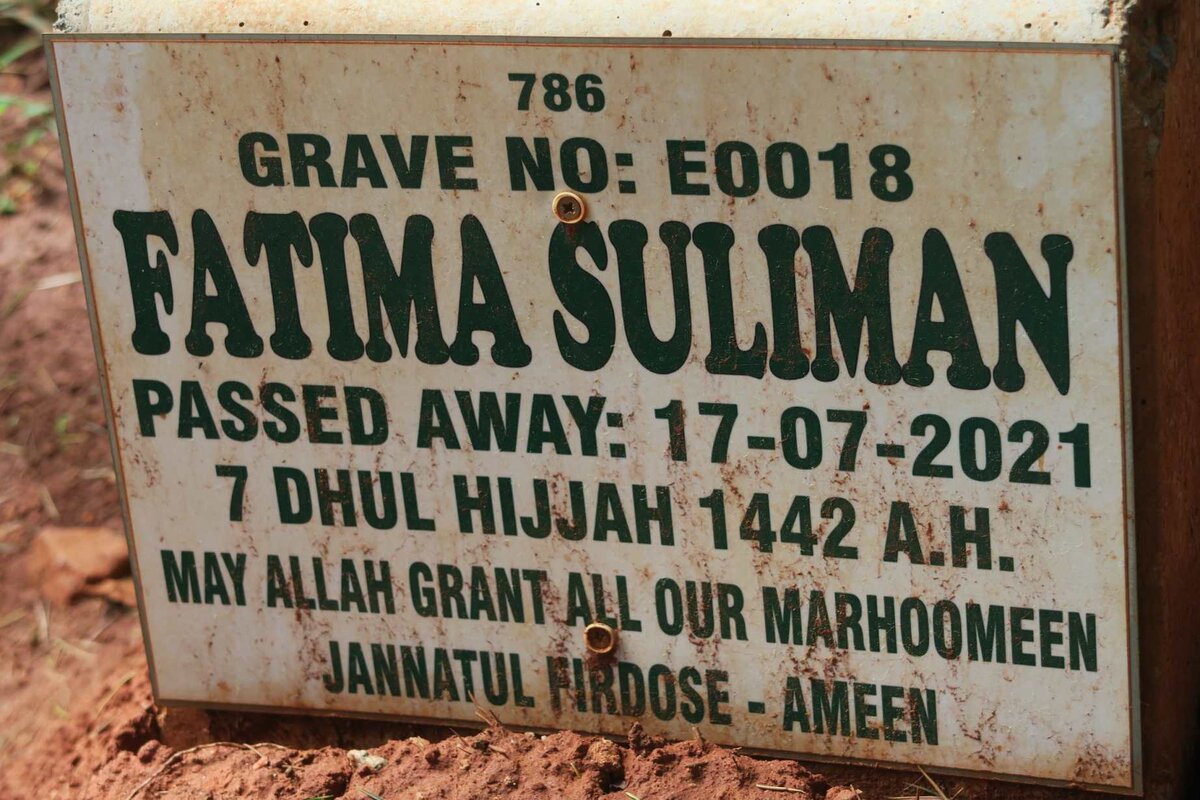 786
GRAVE NO: E0018
FATIMA SULIMAN
PASSED AWAY: 17-07-2021
7 DHUL HIJJAH 1442 A.H.
MAY ALLAH GRANT ALL OUR MARHOOMEEN
JANNATUL FIRDOSE - AMEEN